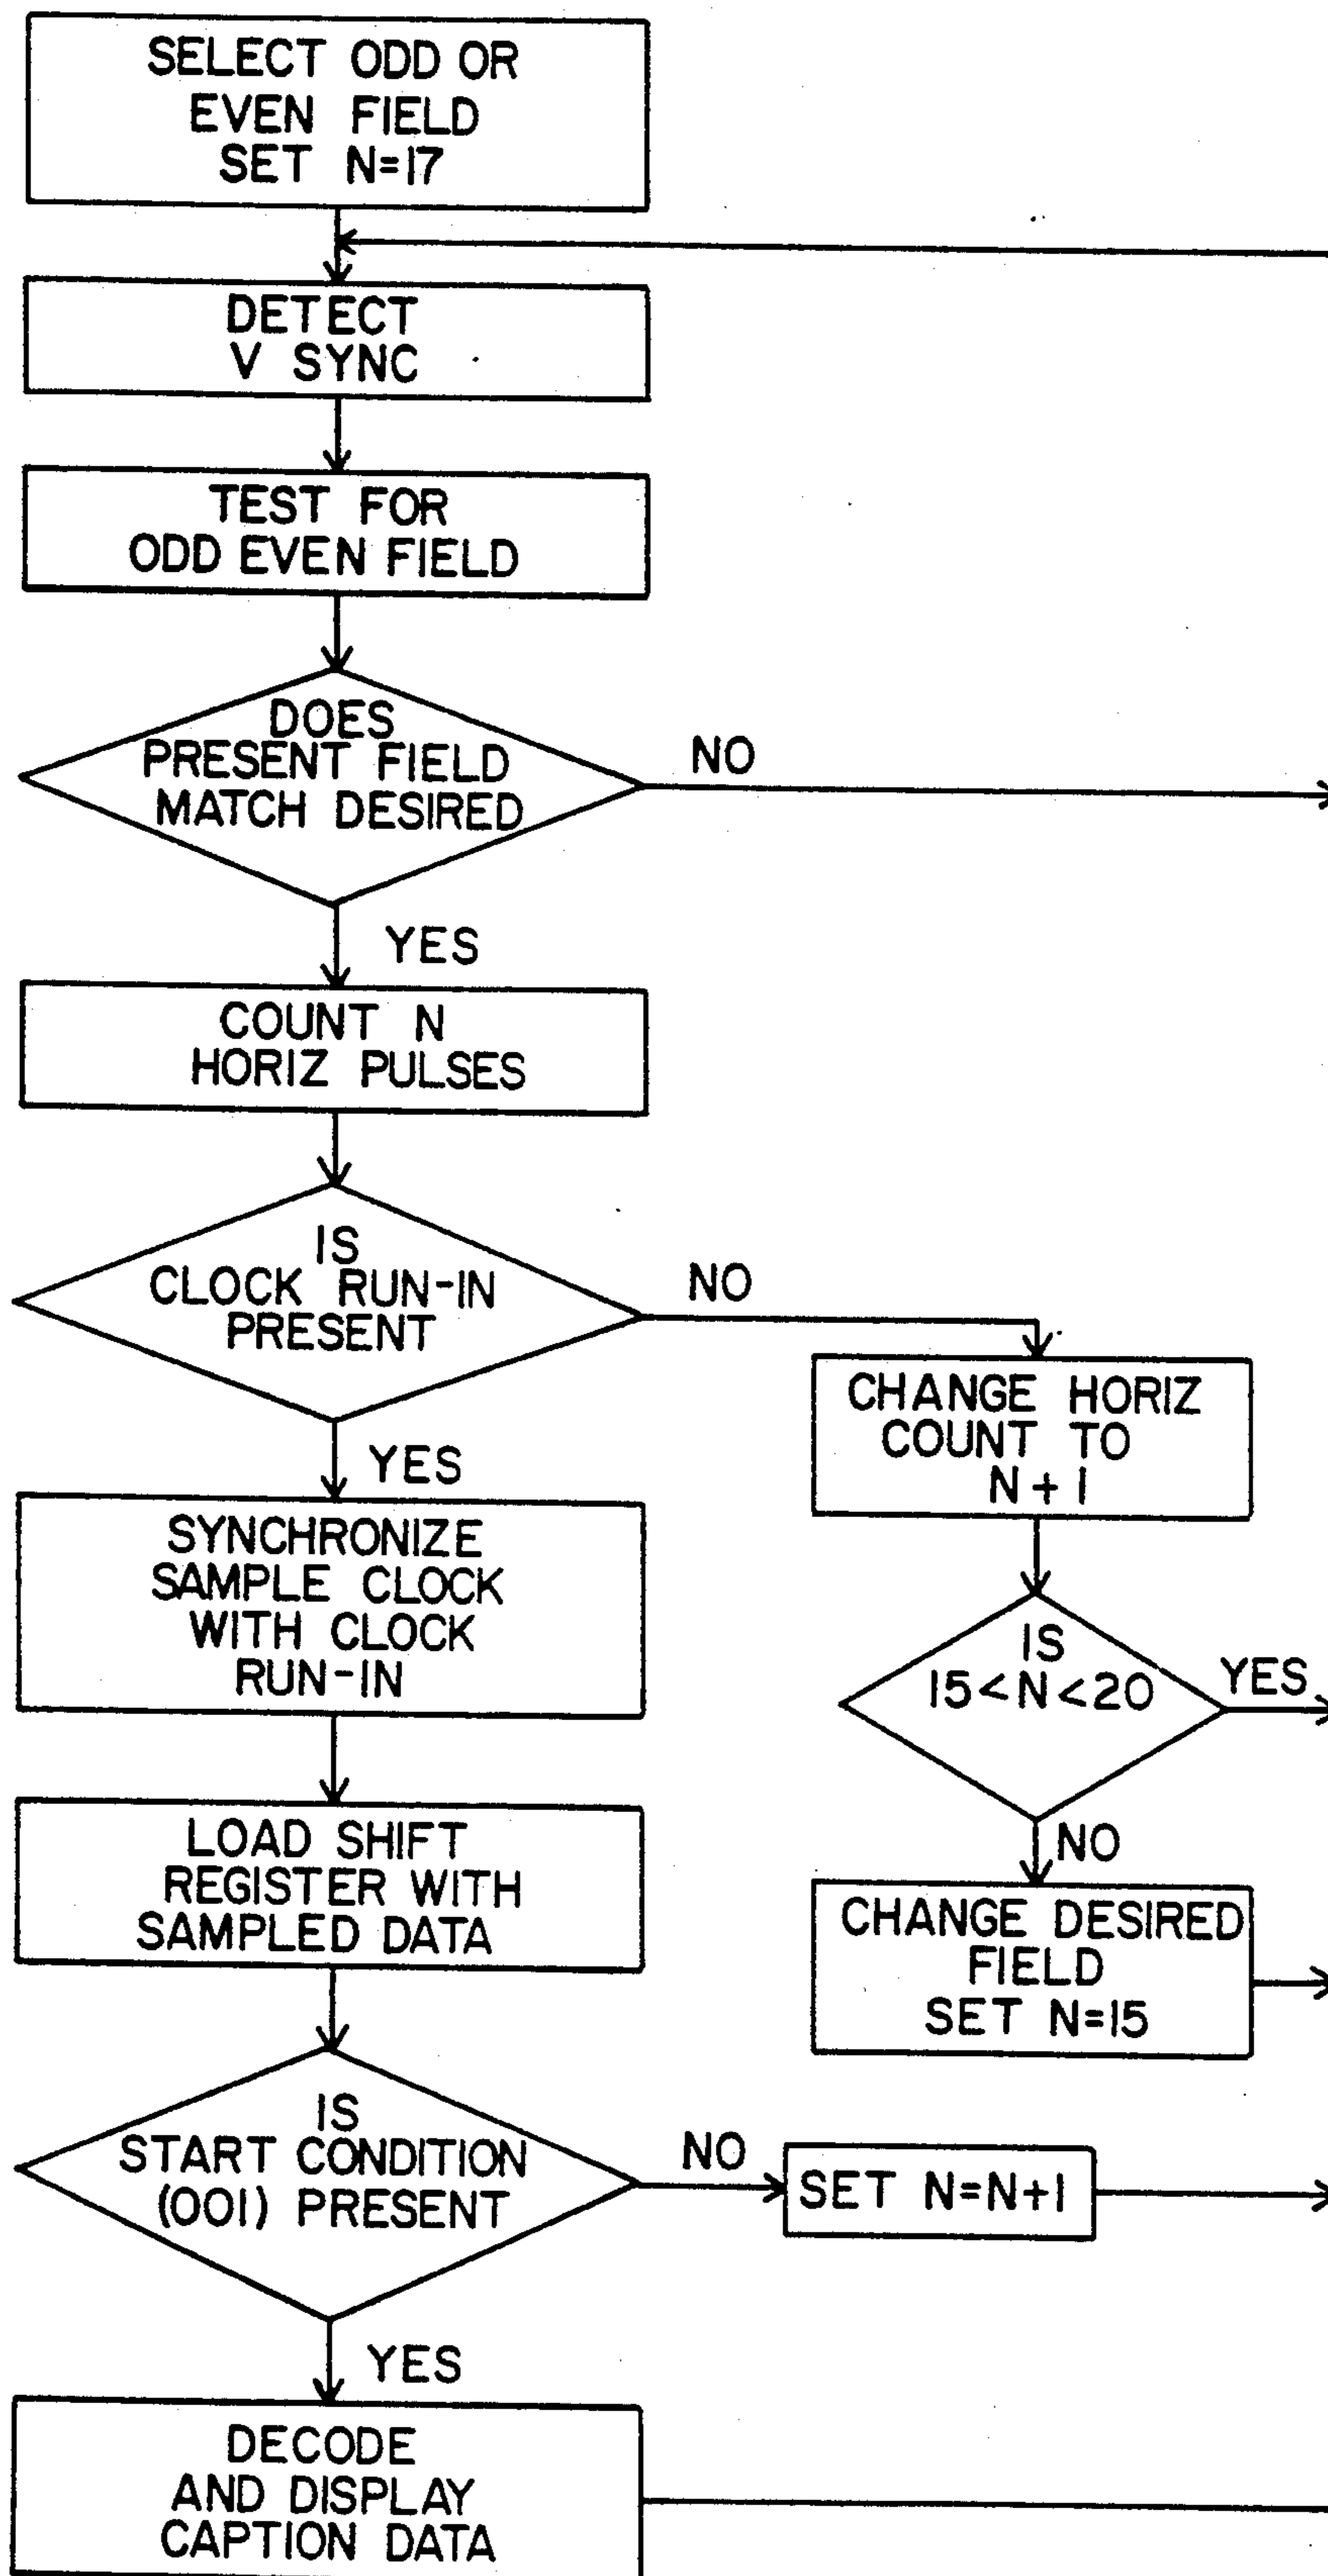 SELECT ODD OR
EVEN FIELD
SET N=17
DETECT
V SYNC
TEST FOR
ODD EVEN FIELD
DOES
PRESENT FIELD
MATCH DESIRED
NO
YES
COUNT N
HORIZ PULSES
IS
CLOCK RUN-IN
PRESENT
NO
CHANGE HORIZ
COUNT TO
N + 1
YES
SYNCHRONIZE
SAMPLE CLOCK
WITH CLOCK
RUN-IN
IS
15<N<20
YES
NO
LOAD SHIFT
REGISTER WITH
SAMPLED DATA
CHANGE DESIRED
FIELD
SET N=15
IS
START CONDITION
(001) PRESENT
NO
SET N=N+1
YES
DECODE
AND DISPLAY
CAPTION DATA